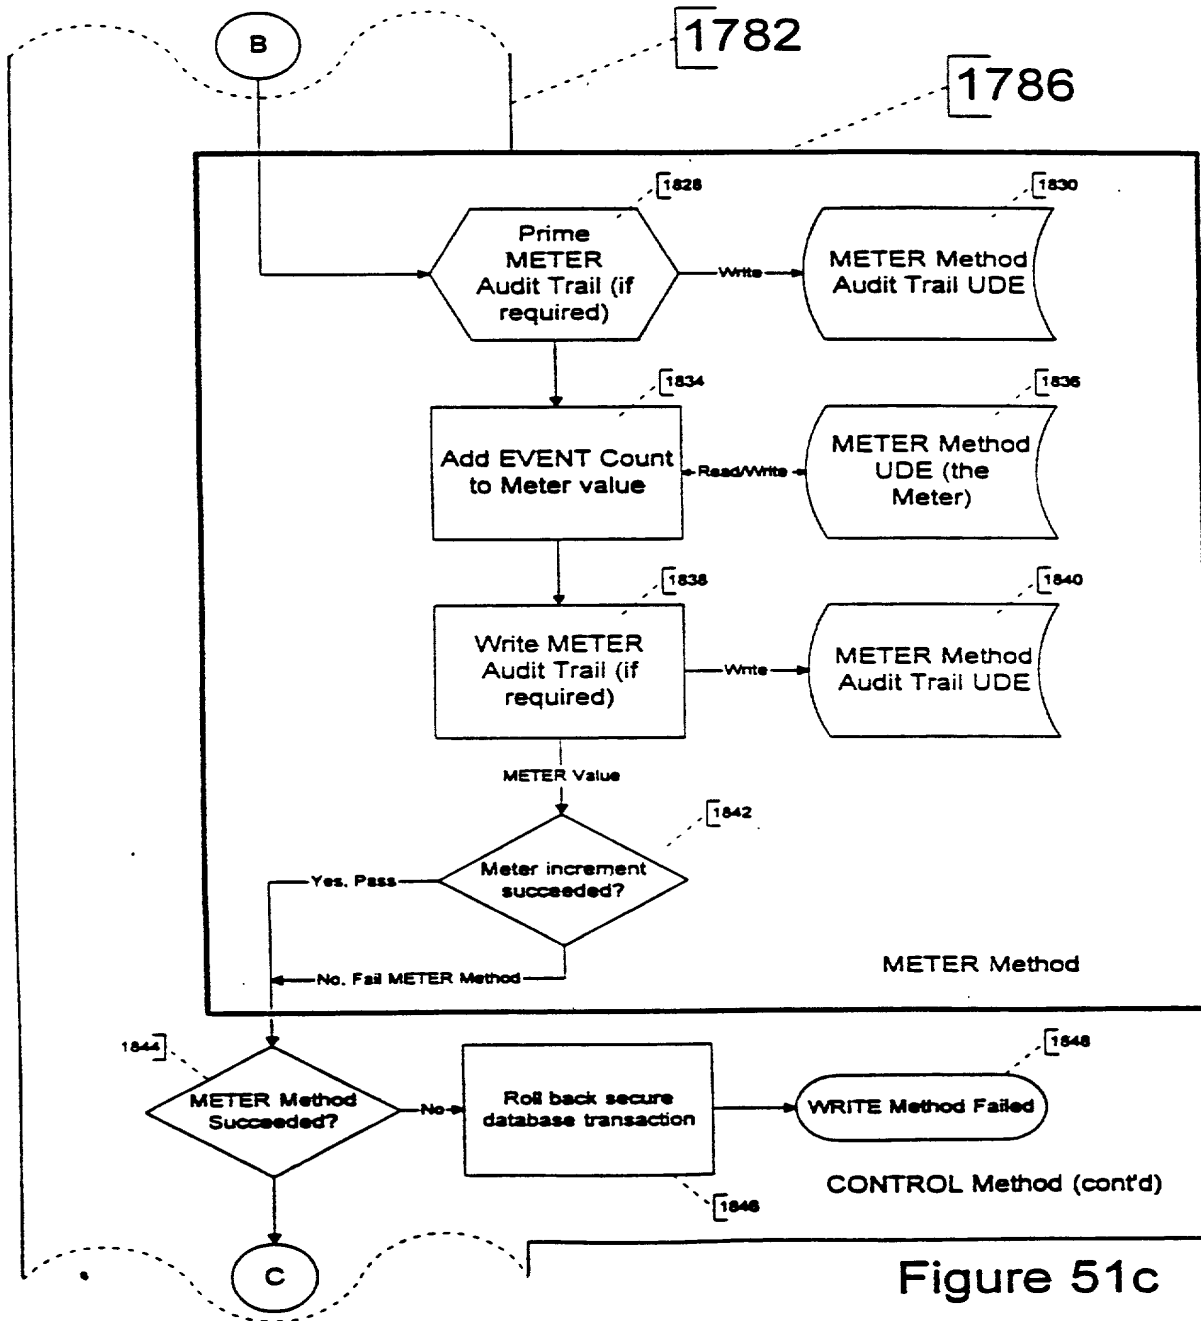 B
1782
1786
1828
Prime
METER
Audit Trail (if
required)
Write
1830
METER Method
Audit Trail UDE
1834
Add EVENT Count
to Meter value
Read/Write
1836
METER Method
UDE (the
Meter)
1838
Write METER
Audit Trail (if
required)
Write
1840
METER Method
Audit Trail UDE
METER Value
1842
Meter increment
succeeded?
Yes, Pass
No, Fail METER Method
METER Method
1844
METER Method
Succeeded?
No
Roll back secure
database transaction
1846
1848
WRITE Method Failed
CONTROL Method (cont'd)
C
Figure 51c